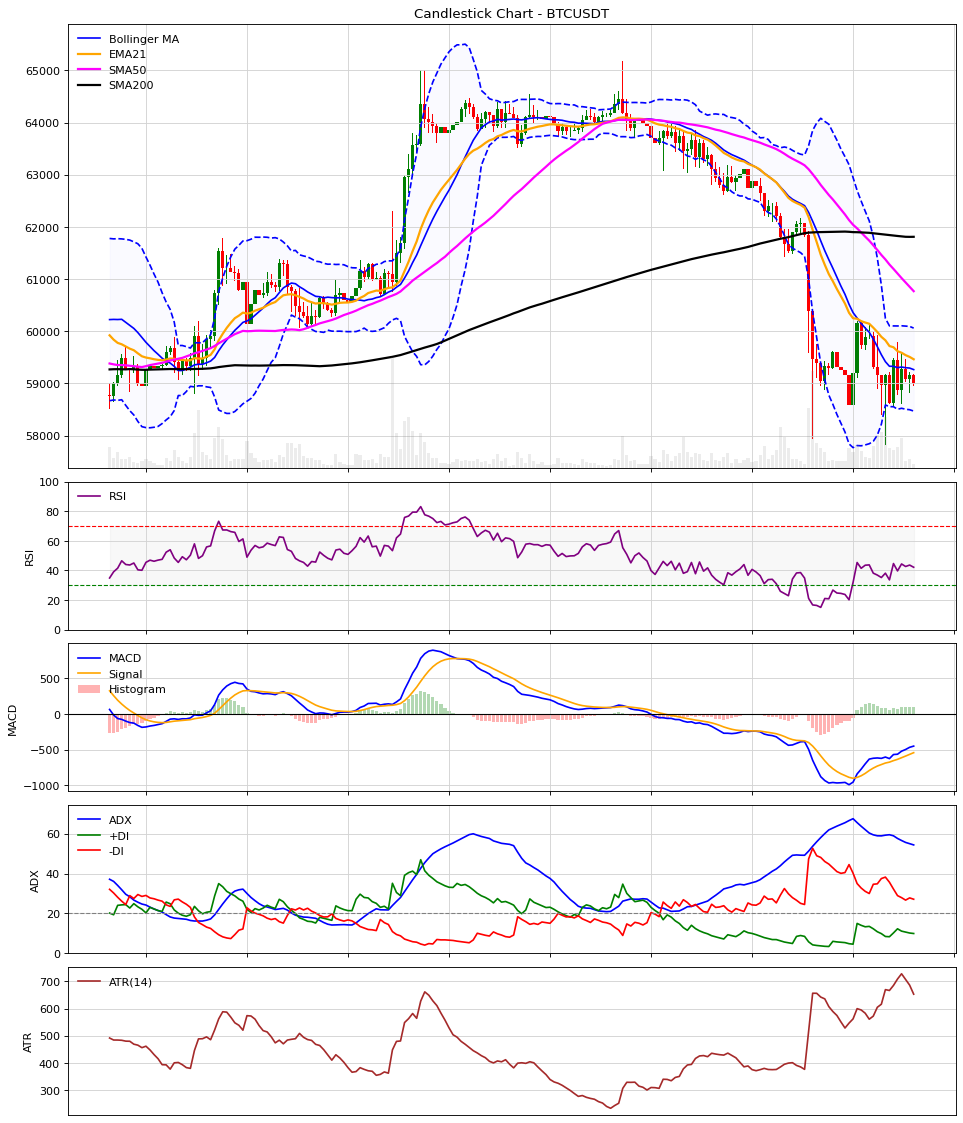 Candlestick Chart - BTCUSDT
Bollinger MA
EMA21
SMA50
SMA200
65000
64000
63000
62000
61000
60000
59000
58000
RSI
RSI
100
80
60
40
20
0
MACD
Signal
Histogram
MACD
500
0
−500
−1000
ADX
+DI
-DI
ADX
60
40
20
0
ATR(14)
ATR
700
600
500
400
300